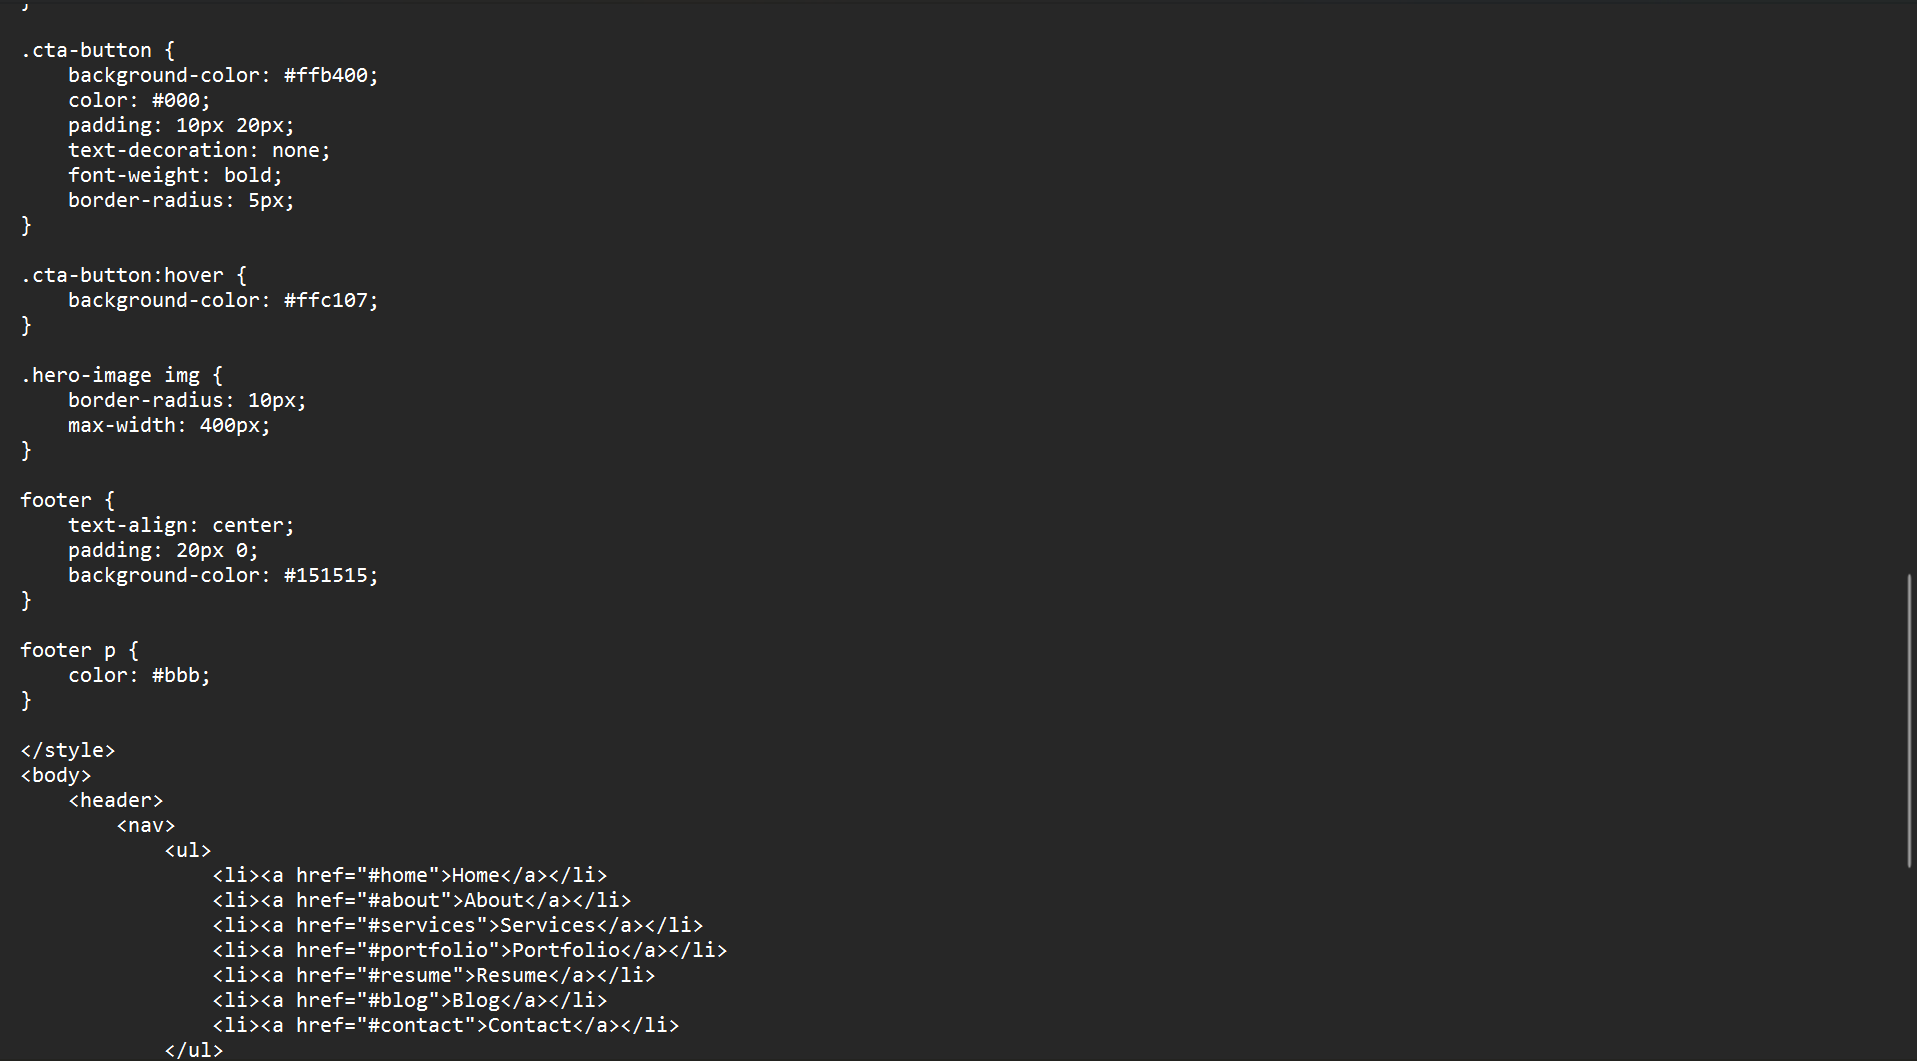 }

.cta-button {
    background-color: #ffb400;
    color: #000;
    padding: 10px 20px;
    text-decoration: none;
    font-weight: bold;
    border-radius: 5px;
}

.cta-button:hover {
    background-color: #ffc107;
}

.hero-image img {
    border-radius: 10px;
    max-width: 400px;
}

footer {
    text-align: center;
    padding: 20px 0;
    background-color: #151515;
}

footer p {
    color: #bbb;
}

</style>
<body>
    <header>
        <nav>
            <ul>
                <li><a href="#home">Home</a></li>
                <li><a href="#about">About</a></li>
                <li><a href="#services">Services</a></li>
                <li><a href="#portfolio">Portfolio</a></li>
                <li><a href="#resume">Resume</a></li>
                <li><a href="#blog">Blog</a></li>
                <li><a href="#contact">Contact</a></li>
            </ul>